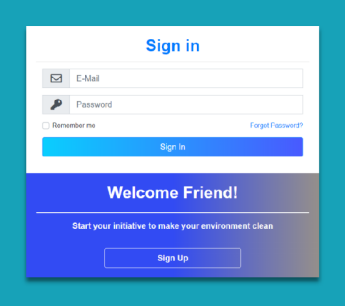 Sign in
E-Mail
Password
Remember me Forget Password?
Sign In
Welcome Friend!
Start your initiative to make your environment clean
Sign Up